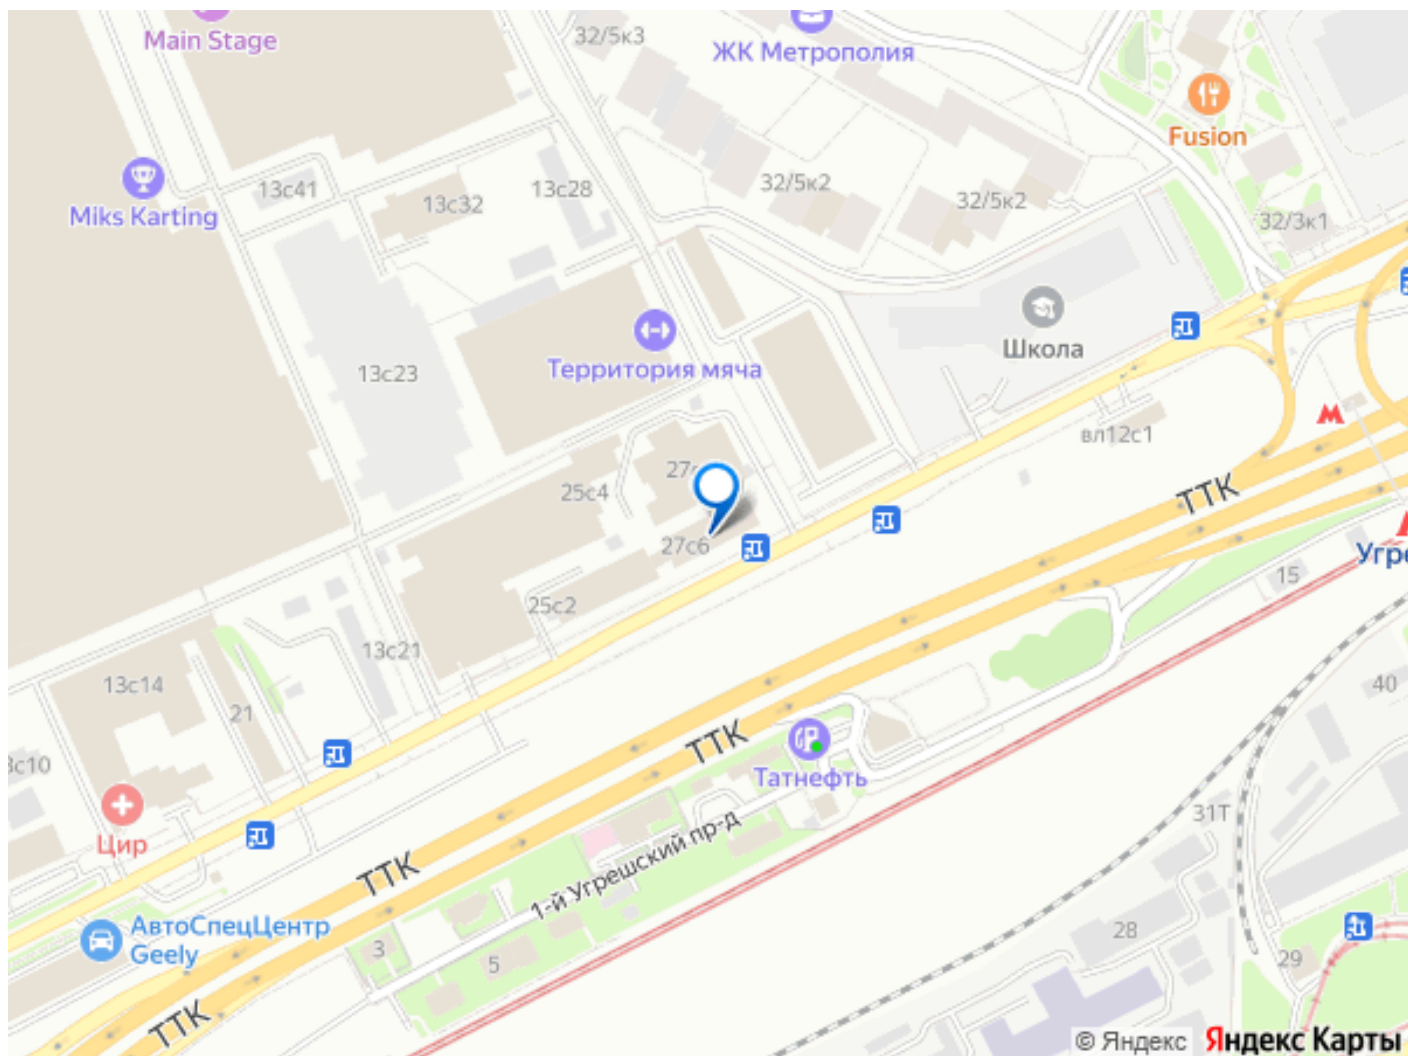 Main Stage
32/5к3
ЖК Метрополия
Fusion
13с41
13с32
13с28
32/5к2
32/5к2
32/3к1
Miks Karting
Школа
13с23
Территория мяча
вл12с1
25с4
ТТК
27с6
Угре
15
25с2
13с21
13с14
21
40
ТТК
Татнефть
31Т
Цир
1-й Угрешский пр-д
ТТК
АвтоСпецЦентр
Geely
3
5
28
29
ТТК
© Яндекс Яндекс Карты